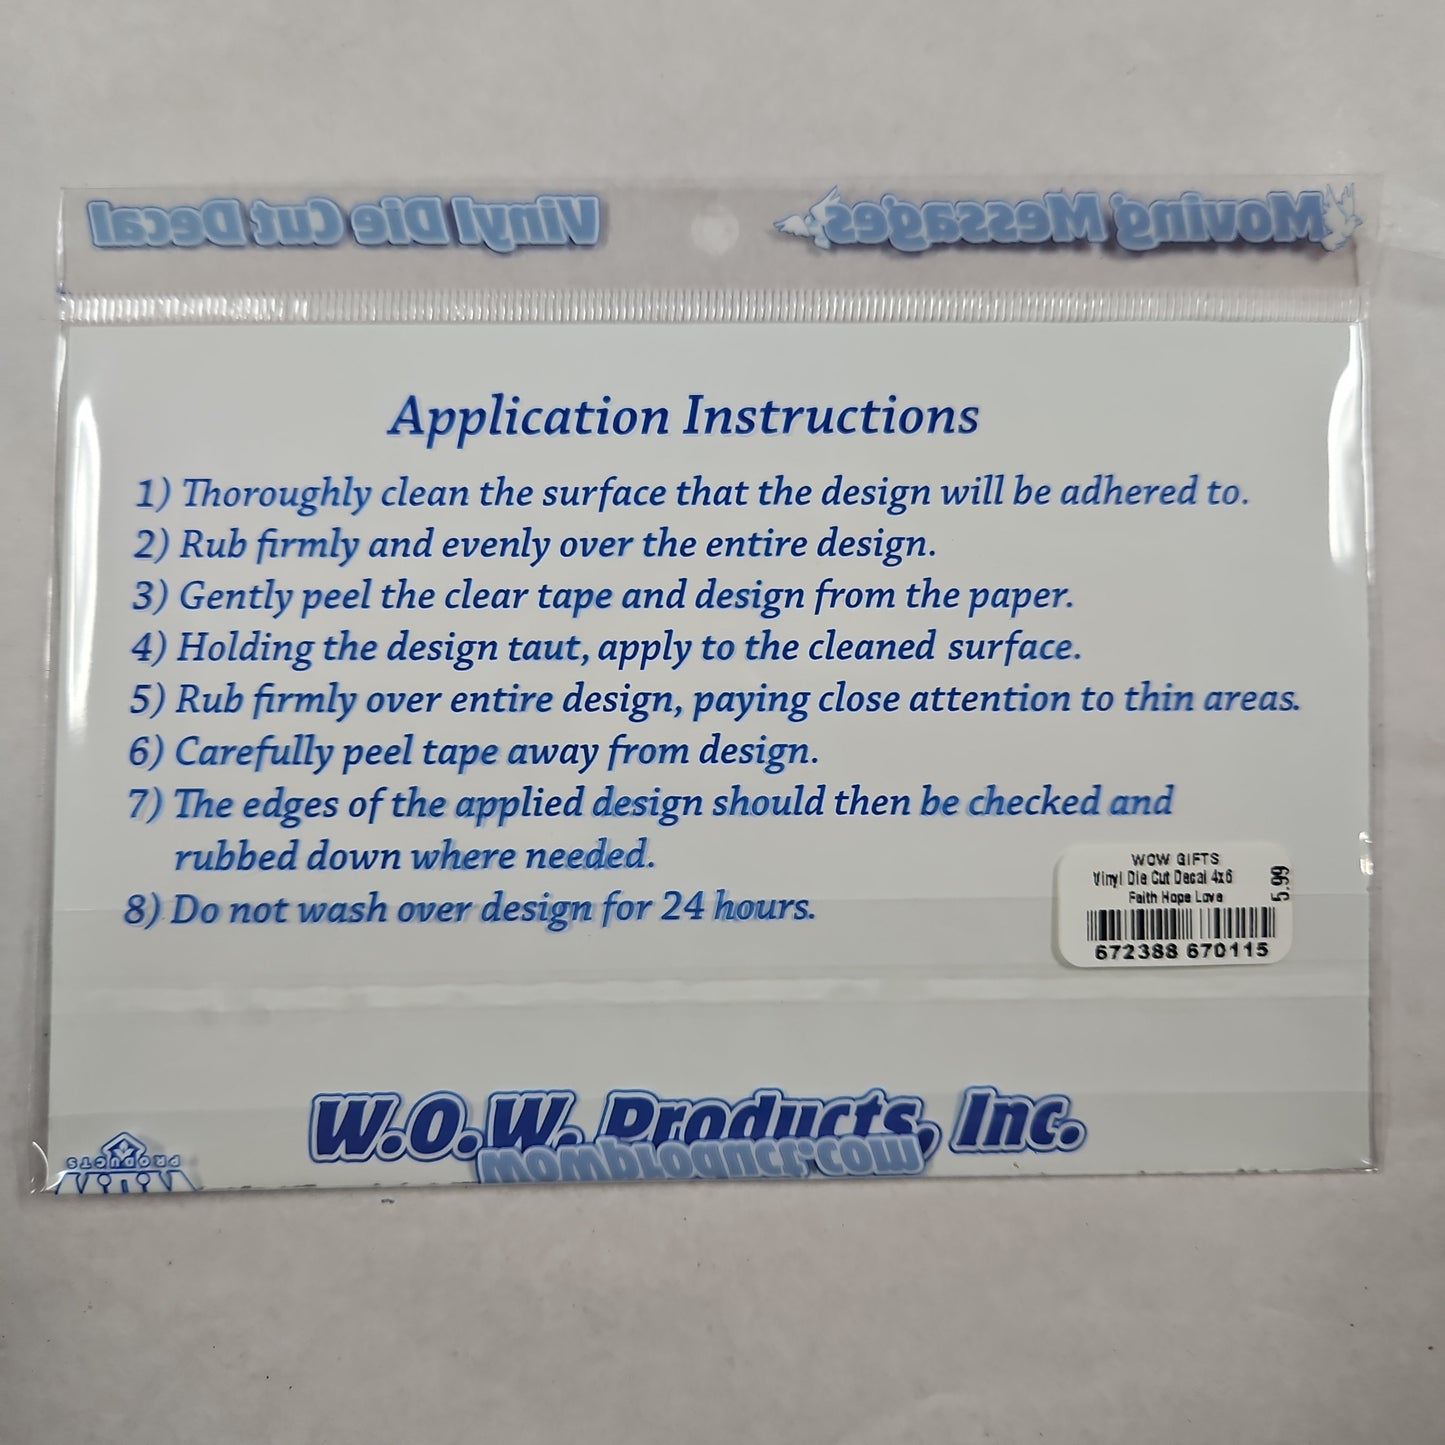 Vinyl Die Cut Decal
Moving Messages
Application Instructions
1) Thoroughly clean the surface that the design will be adhered to.
2) Rub firmly and evenly over the entire design.
3) Gently peel the clear tape and design from the paper.
4) Holding the design taut, apply to the cleaned surface.
5) Rub firmly over entire design, paying close attention to thin areas.
6) Carefully peel tape away from design.
7) The edges of the applied design should then be checked and
rubbed down where needed.
8) Do not wash over design for 24 hours.
WOW GIFTS
Vinyl Die Cut Decal 4x6
Faith Hope Love
5.99
672388 670115
W.O.W. Products, Inc.
PRODUCTS